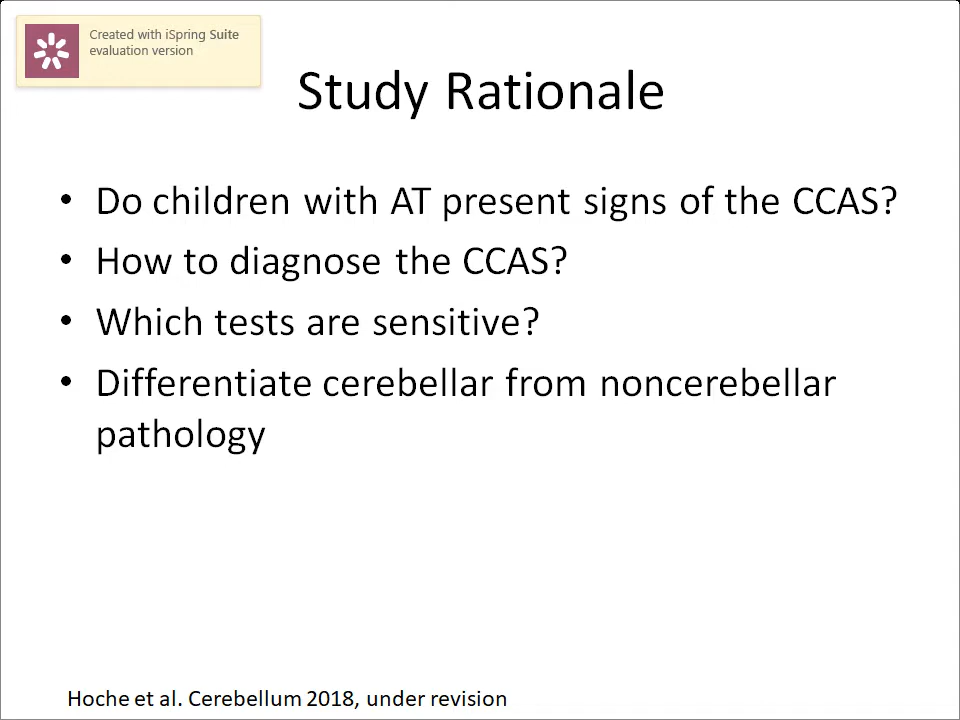 Created with iSpring Suite
evaluation version
Study Rationale
• Do children with AT present signs of the CCAS?
• How to diagnose the CCAS?
• Which tests are sensitive?
• Differentiate cerebellar from noncerebellar
pathology
Hoche et al. Cerebellum 2018, under revision